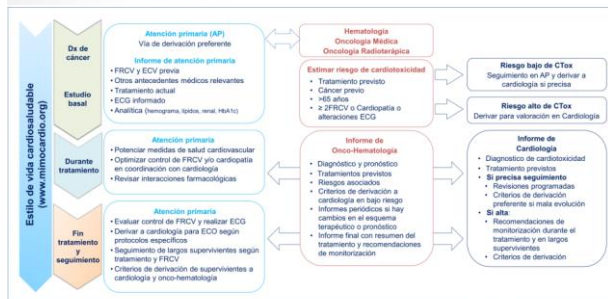 Estilo de vida cardiosaludable
(www.mimocardio.org)
Dx de
cáncer
Estudio
basal
Durante
tratamiento
Fin
tratamiento
y
seguimiento
Atención primaria (AP)
Vía de derivación preferente
Informe de atención primaria
• FRCV y ECV previa
• Otros antecedentes médicos relevantes
• Tratamiento actual
• ECG informado
• Analítica (hemograma, lípidos, renal, HbA1c)
Atención primaria
• Potenciar medidas de salud cardiovascular
• Optimizar control de FRCV y/o cardiopatía
en coordinación con cardiología
• Revisar interacciones farmacológicas
Atención primaria
• Evaluar control de FRCV y realizar ECG
• Derivar a cardiología para ECO según
protocolos específicos
• Seguimiento de largos supervivientes según
tratamiento y FRCV
• Criterios de derivación de supervivientes a
cardiología y onco-hematología
Hematología
Oncología Médica
Oncología Radioterápica
Estimar riesgo de cardiotoxicidad
• Tratamiento previsto
• Cáncer previo
• >65 años
• ≥ 2FRCV o Cardiopatía o
alteraciones ECG
Informe de
Onco-Hematología
• Diagnóstico y pronóstico
• Tratamientos previstos
• Riesgos asociados
• Criterios de derivación a
cardiología en bajo riesgo
• Informes periódicos si hay
cambios en el esquema
terapéutico o pronóstico
• Informe final con resumen del
tratamiento y recomendaciones
de monitorización
Riesgo bajo de CTox
Seguimiento en AP y derivar a
cardiología si precisa
Riesgo alto de CTox
Derivar para valoración en Cardiología
Informe de
Cardiología
• Diagnostico de cardiotoxicidad
• Tratamiento previstos
• Si precisa seguimiento
• Revisiones programadas
• Criterios de derivación
preferente si mala evolución
• Si alta:
• Recomendaciones de
monitorización durante el
tratamiento y en largos
supervivientes
• Criterios de derivación